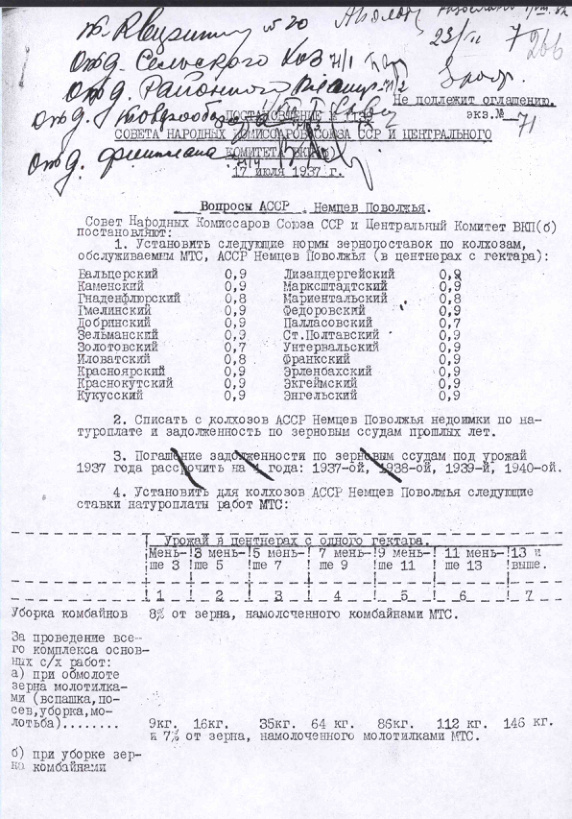 № 20
23/II 7
266
отд. Сельского Хоз
отд. Районного
Не подлежит оглашению.
отд. товарооборо
ПОСТАНОВЛЕНИЕ
экз.№ 71
СОВЕТА НАРОДНЫХ КОМИССАРОВ СОЮЗА ССР И ЦЕНТРАЛЬНОГО
отд. финплана
КОМИТЕТА
17 июля 1937 г.
Вопросы АССР Немцев Поволжья.
Совет Народных Комиссаров Союза ССР и Центральный Комитет ВКП(б)
постановляют:
1. Установить следующие нормы зернопоставок по колхозам,
обслуживаемым МТС, АССР Немцев Поволжья (в центнерах с гектара):
Бальцерский 0,9 Лизандергейский 0,9
Каменский 0,9 Марксштадтский 0,9
Гнаденфлюрский 0,8 Мариентальский 0,8
Гмелинский 0,9 Федоровский 0,9
Добринский 0,9 Палласовский 0,7
Зельманский 0,9 Ст.Полтавский 0,9
Золотовский 0,7 Унтервальский 0,9
Иловатский 0,8 Франкский 0,9
Красноярский 0,9 Эрленбахский 0,9
Краснокутский 0,9 Экгеймский 0,9
Кукусский 0,9 Энгельский 0,9
2. Списать с колхозов АССР Немцев Поволжья недоимки по на-
туроплате и задолженность по зерновым ссудам прошлых лет.
3. Погашение задолженности по зерновым ссудам под урожай
1937 года рассрочить на 4 года: 1937-ой, 1938-ой, 1939-й, 1940-ой.
4. Установить для колхозов АССР Немцев Поволжья следующие
ставки натуроплаты работ МТС:
Урожай в центнерах с одного гектара.
Мень-!3 мень-!5 мень-! 7 мень-!9 мень-! 11 мень-!13 и
ше 3 ! ше 5 ! ше 7 ! ше 9 ! ше 11 ! ше 13 !выше.
1 ! 2 ! 3 ! 4 ! 5 ! 6 ! 7
Уборка комбайнов 8% от зерна, намолоченного комбайнами МТС.
За проведение все-
го комплекса основ-
ных с/х работ:
а) при обмолоте
зерна молотилка-
ми (вспашка,по-
сев,уборка,мо-
лотьба)........ 9кг. 16кг. 35кг. 64 кг. 86кг. 112 кг. 146 кг.
и 7% от зерна, намолоченного молотилками МТС.
б) при уборке зер-
на комбайнами